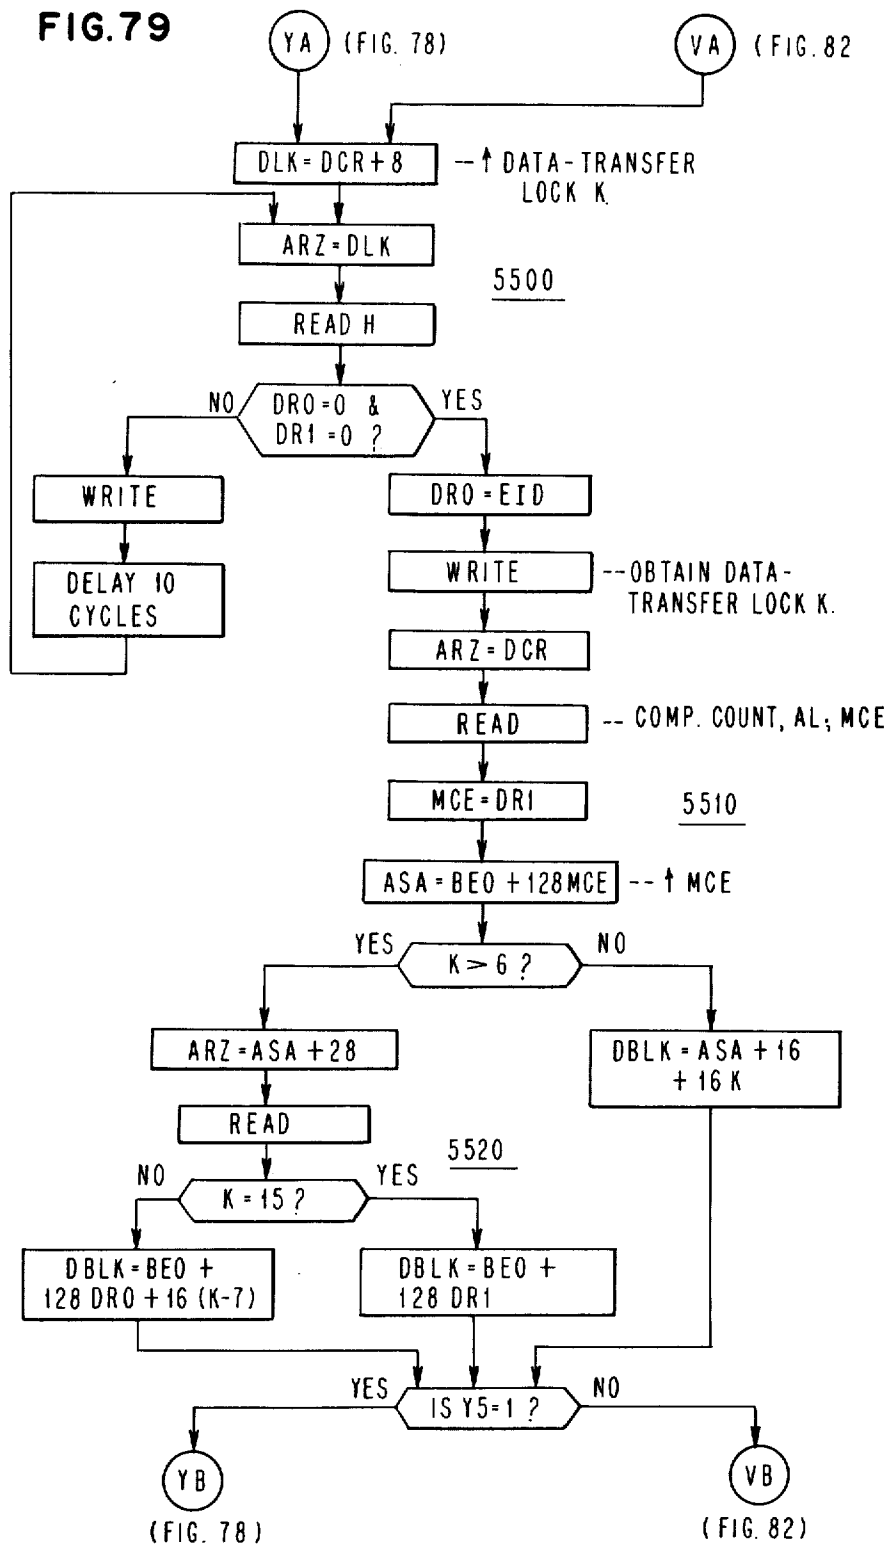 FIG.79
YA (FIG. 78)
VA (FIG.82
DLK=DCR+8 --↑ DATA-TRANSFER
LOCK K.
ARZ=DLK
5500
READ H
NO
DR0=0 &
DR1=0 ?
YES
WRITE
DR0=EID
DELAY 10
CYCLES
WRITE --OBTAIN DATA-
TRANSFER LOCK K.
ARZ=DCR
READ -- COMP. COUNT, AL; MCE
MCE=DR1
5510
ASA=BE0+128MCE --↑ MCE
YES
K > 6 ?
NO
ARZ=ASA+28
DBLK=ASA+16
+16 K
READ
5520
NO
K = 15 ?
YES
DBLK=BE0+
128 DR0+16 (K-7)
DBLK=BE0+
128 DR1
YES
IS Y5=1 ?
NO
YB
VB
(FIG. 78)
(FIG. 82)